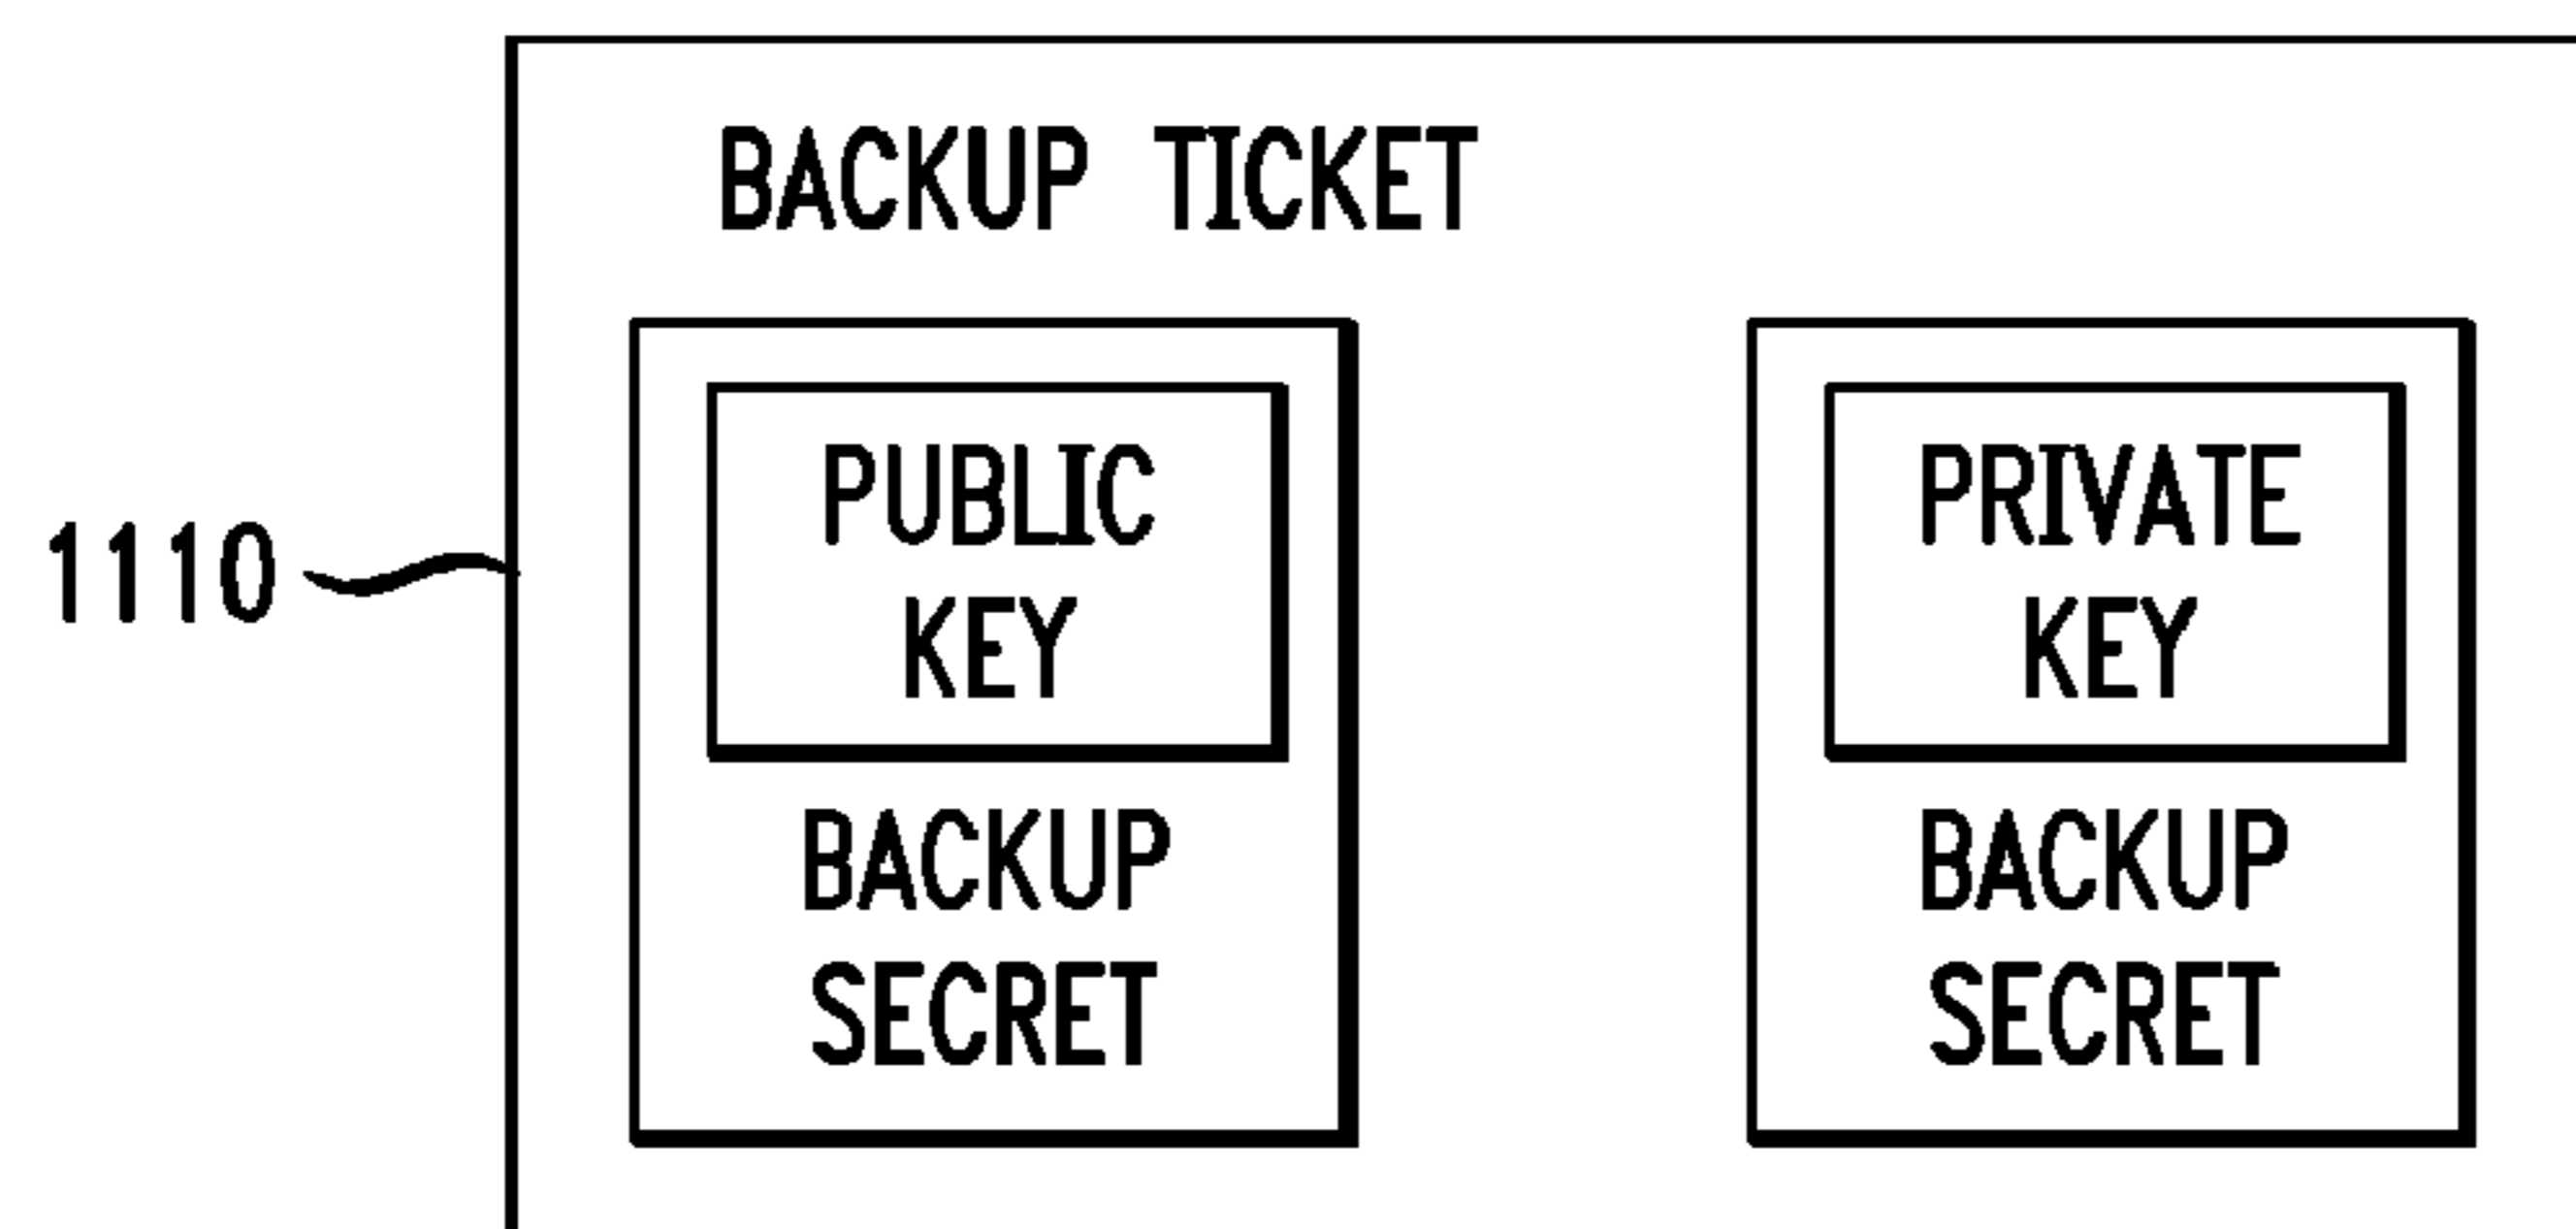 BACKUP TICKET
1110
PUBLIC
KEY
BACKUP
SECRET
PRIVATE
KEY
BACKUP
SECRET